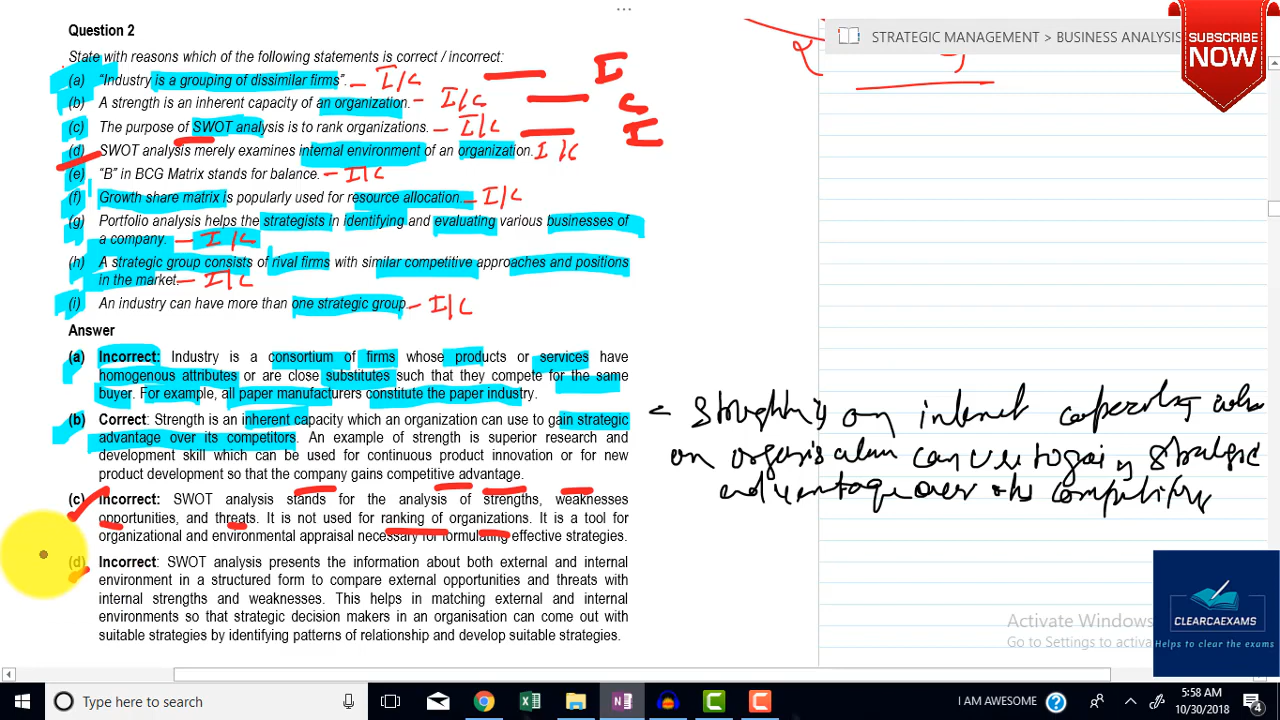 Question 2
State with reasons which of the following statements is correct / incorrect:
(a) “Industry is a grouping of dissimilar firms”. – I/C I
(b) A strength is an inherent capacity of an organization. – I/C C
(c) The purpose of SWOT analysis is to rank organizations. – I/C I
(d) SWOT analysis merely examines internal environment of an organization. I/C
(e) “B” in BCG Matrix stands for balance. – I/C
(f) Growth share matrix is popularly used for resource allocation. – I/C
(g) Portfolio analysis helps the strategists in identifying and evaluating various businesses of
a company. – I/C
(h) A strategic group consists of rival firms with similar competitive approaches and positions
in the market. – I/C
(i) An industry can have more than one strategic group – I/C
Answer
(a) Incorrect: Industry is a consortium of firms whose products or services have
homogenous attributes or are close substitutes such that they compete for the same
buyer. For example, all paper manufacturers constitute the paper industry.
(b) Correct: Strength is an inherent capacity which an organization can use to gain strategic
advantage over its competitors. An example of strength is superior research and
development skill which can be used for continuous product innovation or for new
product development so that the company gains competitive advantage.
(c) Incorrect: SWOT analysis stands for the analysis of strengths, weaknesses
opportunities, and threats. It is not used for ranking of organizations. It is a tool for
organizational and environmental appraisal necessary for formulating effective strategies.
(d) Incorrect: SWOT analysis presents the information about both external and internal
environment in a structured form to compare external opportunities and threats with
internal strengths and weaknesses. This helps in matching external and internal
environments so that strategic decision makers in an organisation can come out with
suitable strategies by identifying patterns of relationship and develop suitable strategies.
STRATEGIC MANAGEMENT > BUSINESS ANALYSIS
SUBSCRIBE
NOW
an
on can use to gain strategic
advantage over
Activate Windows
Go to Settings to activa
CLEARCAEXAMS
Helps to clear the exams
Type here to search
I AM AWESOME
5:58 AM
10/30/2018
4